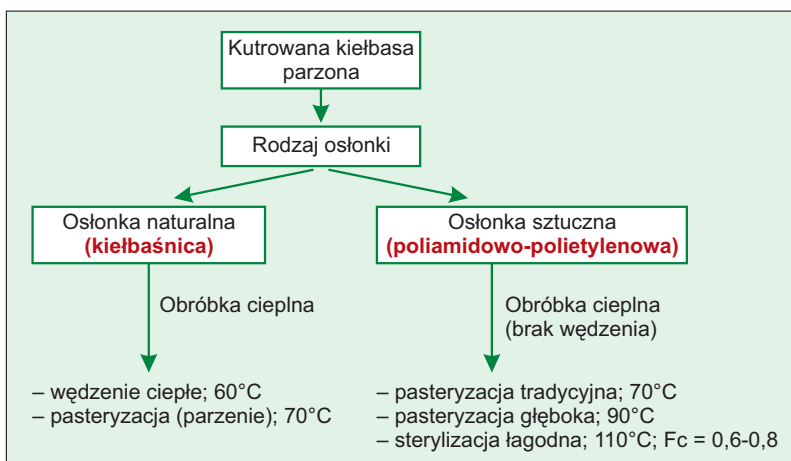 Kutrowana kiełbasa
parzona
Rodzaj osłonki
Osłonka naturalna
(kiełbaśnica)
Osłonka sztuczna
(poliamidowo-polietylenowa)
Obróbka cieplna
Obróbka cieplna
(brak wędzenia)
– wędzenie ciepłe; 60°C
– pasteryzacja (parzenie); 70°C
– pasteryzacja tradycyjna; 70°C
– pasteryzacja głęboka; 90°C
– sterylizacja łagodna; 110°C; Fc = 0,6-0,8